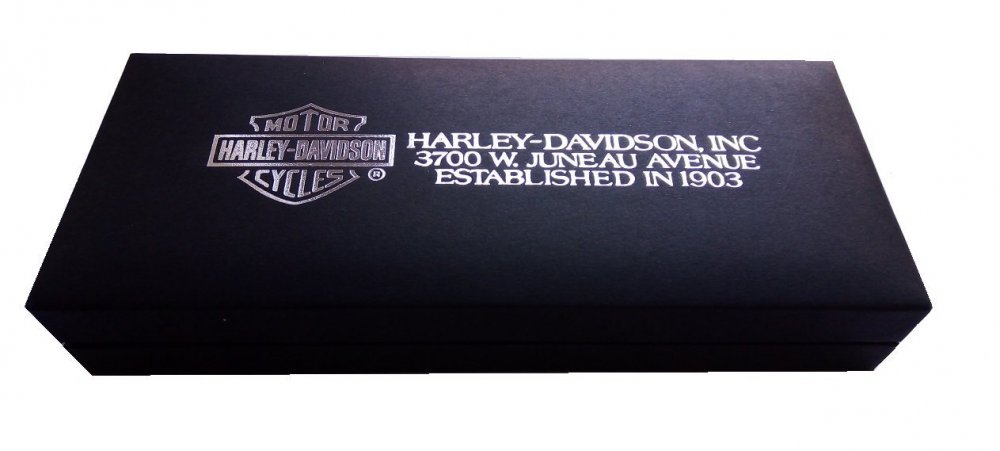 MOTOR
HARLEY-DAVIDSON
CYCLES ®
HARLEY-DAVIDSON, INC
3700 W. JUNEAU AVENUE
ESTABLISHED IN 1903